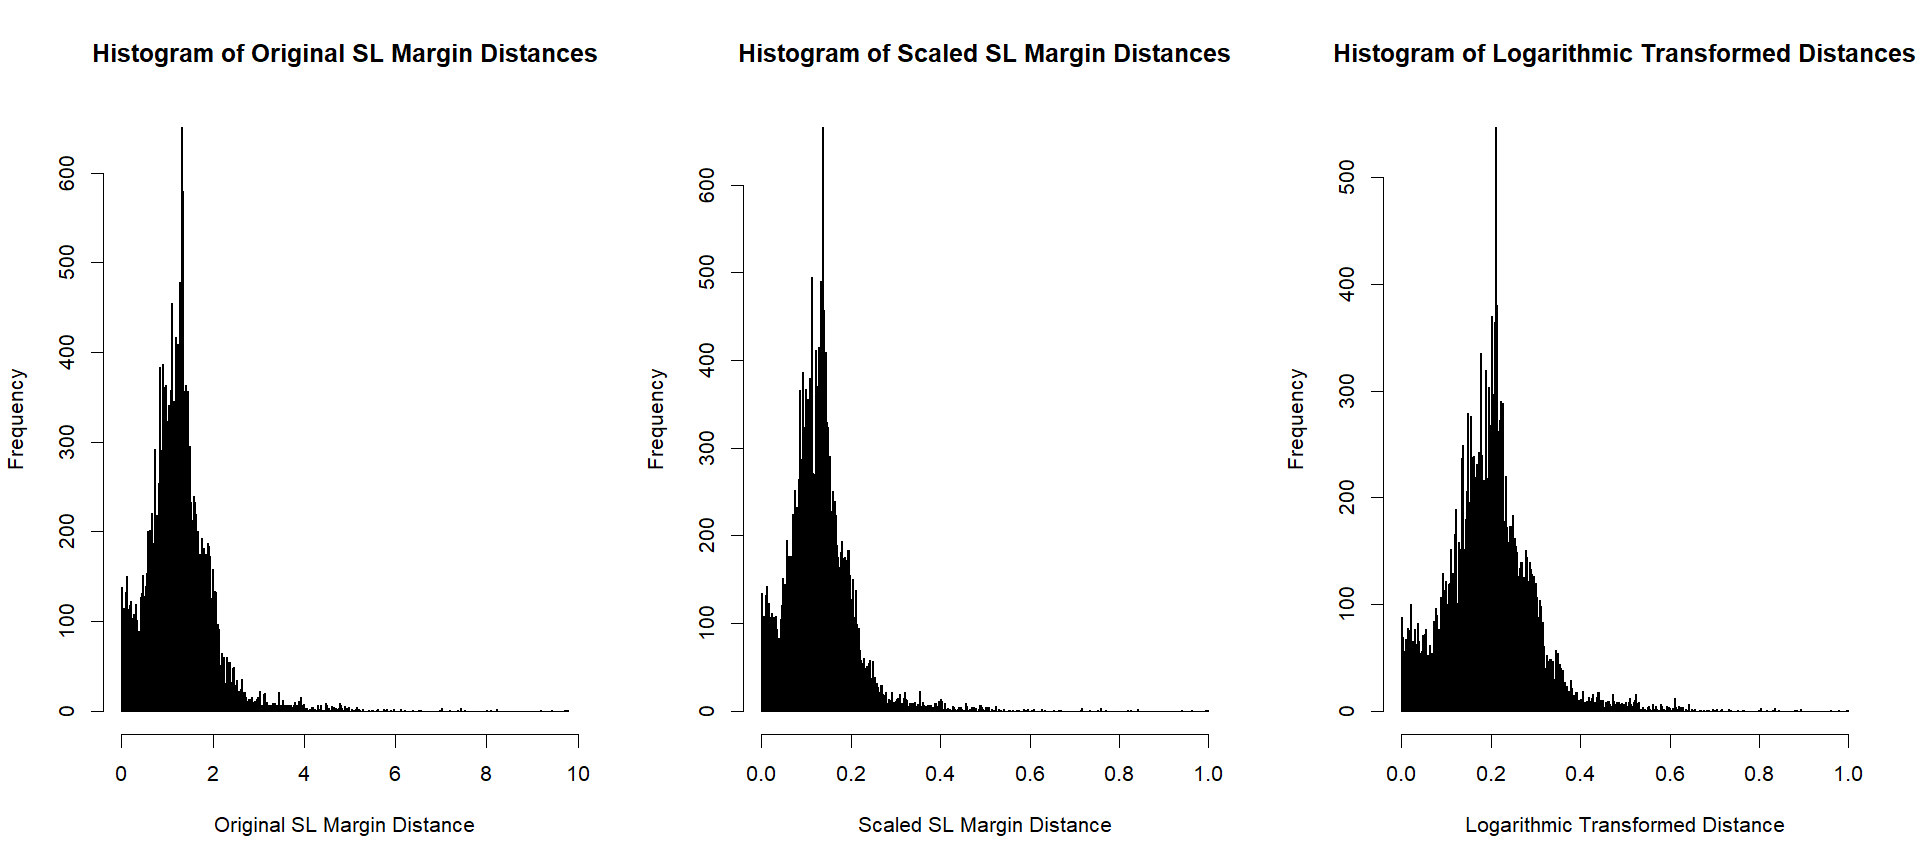 Histogram of Original SL Margin Distances
Frequency
0
100
200
300
400
500
600
0 2 4 6 8 10
Original SL Margin Distance
Histogram of Scaled SL Margin Distances
Frequency
0
100
200
300
400
500
600
0.0 0.2 0.4 0.6 0.8 1.0
Scaled SL Margin Distance
Histogram of Logarithmic Transformed Distances
Frequency
0
100
200
300
400
500
0.0 0.2 0.4 0.6 0.8 1.0
Logarithmic Transformed Distance